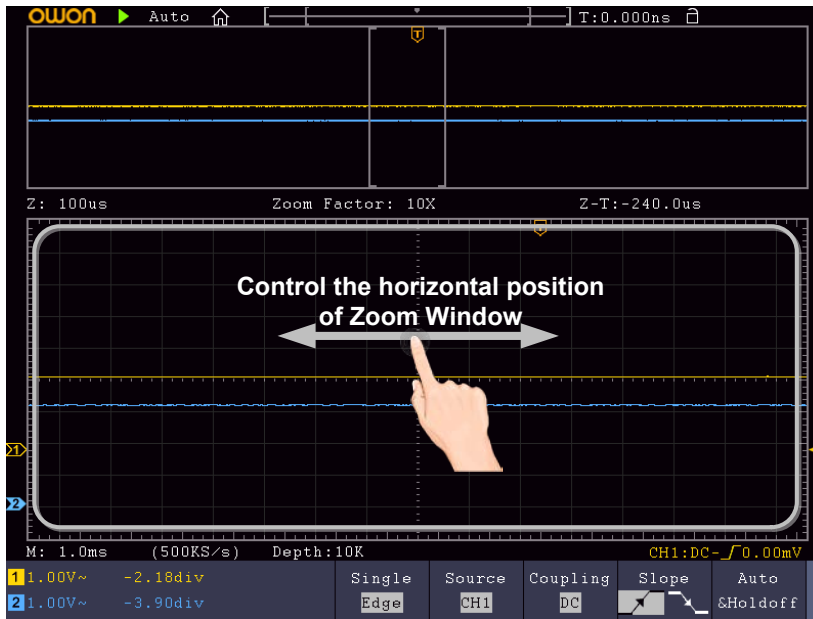 owon Auto T:0.000ns
T
Z: 100us Zoom Factor: 10X Z-T:-240.0us
Control the horizontal position
of Zoom Window
1
2
M: 1.0ms (500KS/s) Depth:10K CH1:DC- 0.00mV
1 1.00V~ -2.18div Single Source Coupling Slope Auto
2 1.00V~ -3.90div Edge CH1 DC &Holdoff